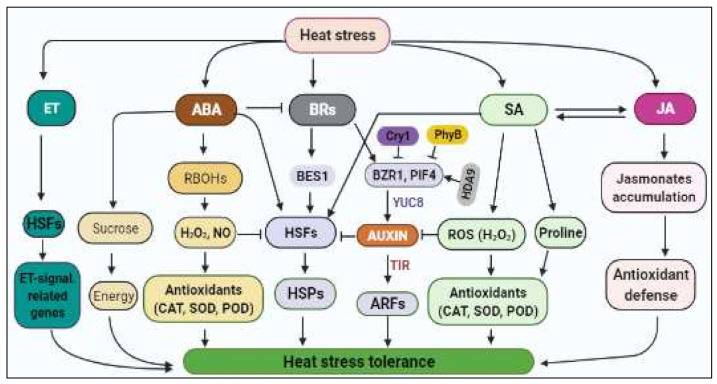 Heat stress
ET
ABA
BRs
SA
JA
Cry1
PhyB
RBOHs
BES1
BZR1, PIF4
HDA9
Jasmonates
accumulation
YUC8
HSFs
Sucrose
H₂O₂, NO
HSFs
AUXIN
ROS (H₂O₂)
Proline
TIR
ET-signal.
related
genes
Energy
Antioxidants
(CAT, SOD, POD)
HSPs
ARFs
Antioxidants
(CAT, SOD, POD)
Antioxidant
defense
Heat stress tolerance